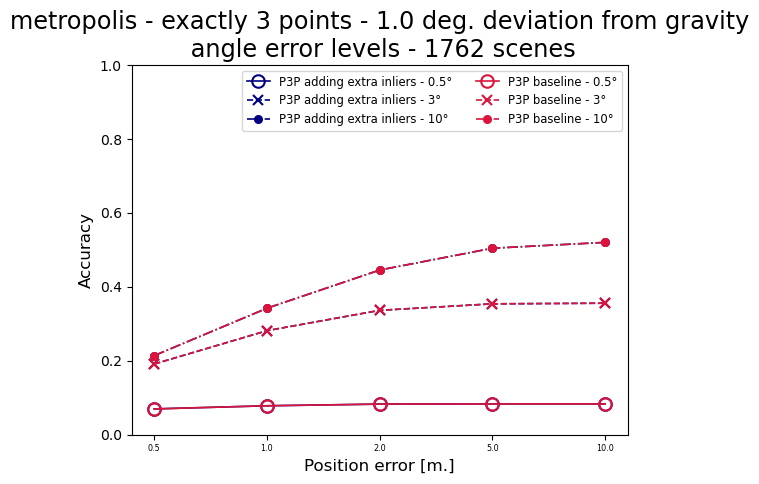 metropolis - exactly 3 points - 1.0 deg. deviation from gravity
angle error levels - 1762 scenes
P3P adding extra inliers - 0.5°
P3P adding extra inliers - 3°
P3P adding extra inliers - 10°
P3P baseline - 0.5°
P3P baseline - 3°
P3P baseline - 10°
Accuracy
1.0
0.8
0.6
0.4
0.2
0.0
0.5
1.0
2.0
5.0
10.0
Position error [m.]